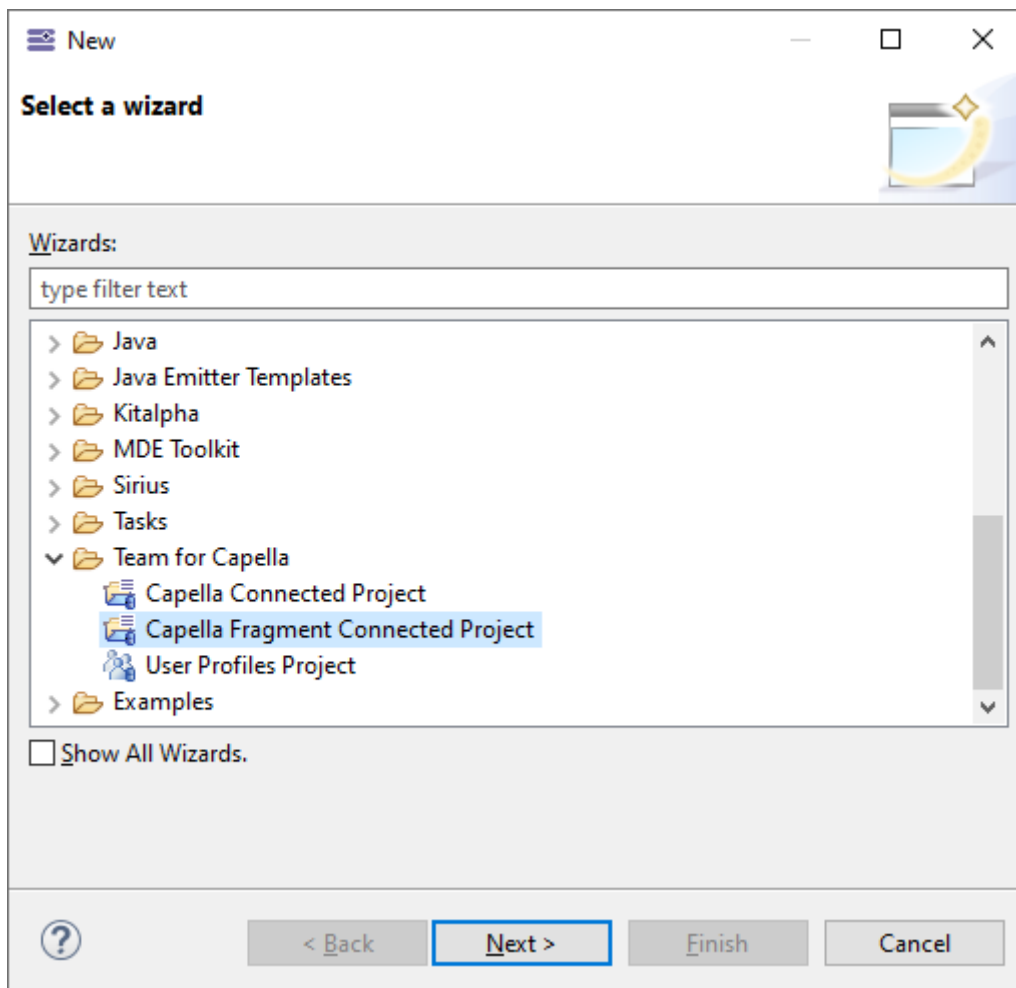 New
Select a wizard
Wizards:
type filter text
Java
Java Emitter Templates
Kitalpha
MDE Toolkit
Sirius
Tasks
Team for Capella
Capella Connected Project
Capella Fragment Connected Project
User Profiles Project
Examples
Show All Wizards.
? < Back Next > Finish Cancel